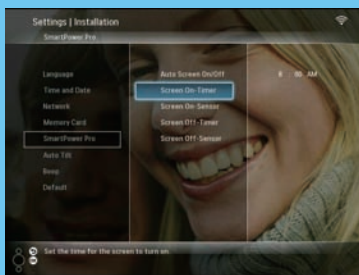 Settings | Installation
SmartPower Pro
Language
Time and Date
Network
Memory Card
SmartPower Pro
Auto Tilt
Beep
Default
Auto Screen On/Off
Screen On-Timer
Screen On-Sensor
Screen Off-Timer
Screen Off-Sensor
8 : 00 AM
Set the time for the screen to turn on